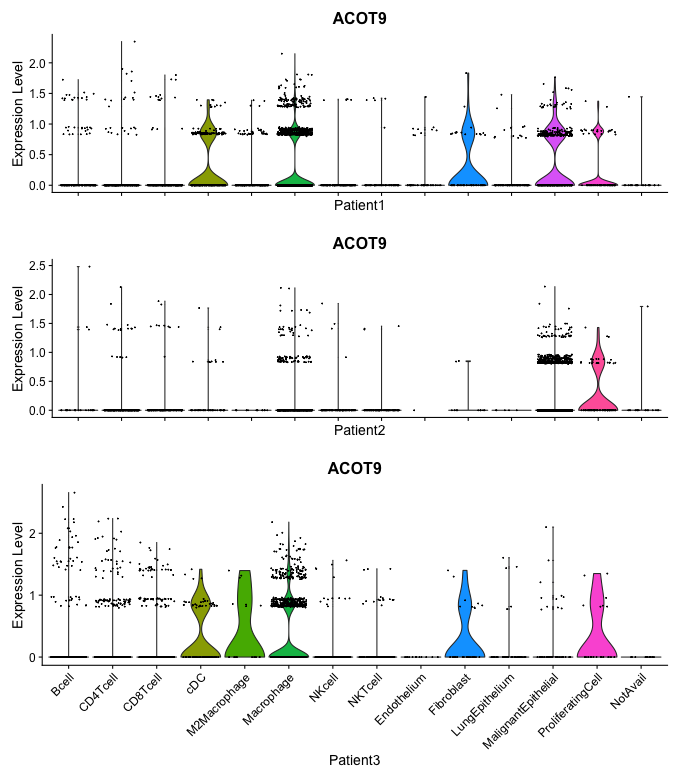 ACOT9
Expression Level
2.0
1.5
1.0
0.5
0.0
Patient1
ACOT9
Expression Level
2.5
2.0
1.5
1.0
0.5
0.0
Patient2
ACOT9
Expression Level
2
1
0
Bcell
CD4Tcell
CD8Tcell
cDC
M2Macrophage
Macrophage
NKcell
NKTcell
Endothelium
Fibroblast
LungEpithelium
MalignantEpithelial
ProliferatingCell
NotAvail
Patient3